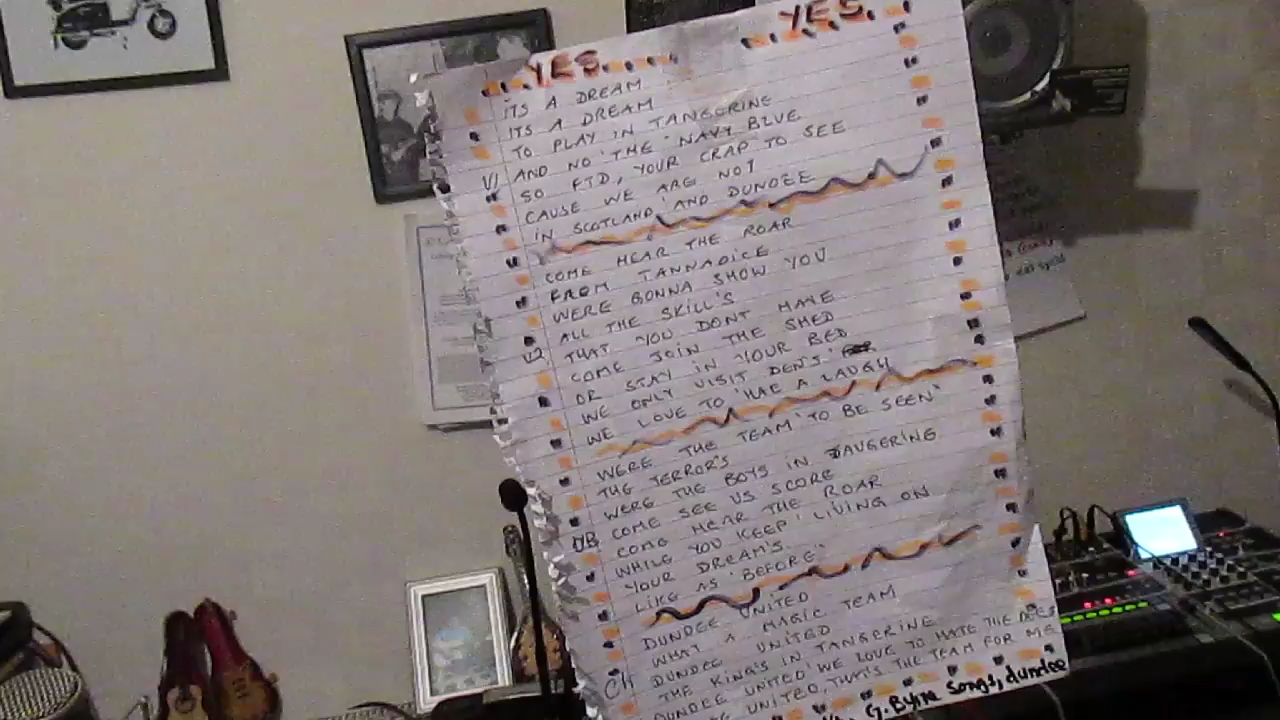 ..YES.....
...YES..
ITS A DREAM
ITS A DREAM
TO PLAY IN TANGERINE
V1 AND NO THE NAVY BLUE
SO FTD, YOUR CRAP TO SEE
CAUSE WE ARE NOT
IN SCOTLAND AND DUNDEE
COME HEAR THE ROAR
FROM TANNADICE
WERE GONNA SHOW YOU
ALL THE SKILL'S
V2 THAT YOU DONT HAVE
COME JOIN THE SHED
OR STAY IN YOUR BED
WE ONLY VISIT DEN'S
WE LOVE TO HAE A LAUGH
WERE THE TEAM TO BE SEEN
THE TERROR'S
WERE THE BOYS IN TAUGERING
COME SEE US SCORE
COME HEAR THE ROAR
WHILE YOU KEEP LIVING ON
YOUR DREAM'S
LIKE AS BEFORE
DUNDEE UNITED
WHAT A MAGIC TEAM
DUNDEE UNITED
CH THE KING'S IN TANGERINE
DUNDEE UNITED WE LOVE TO HATE THE DEES
UNITED, THAT'S THE TEAM FOR ME
G. Byrne Songs, dundee